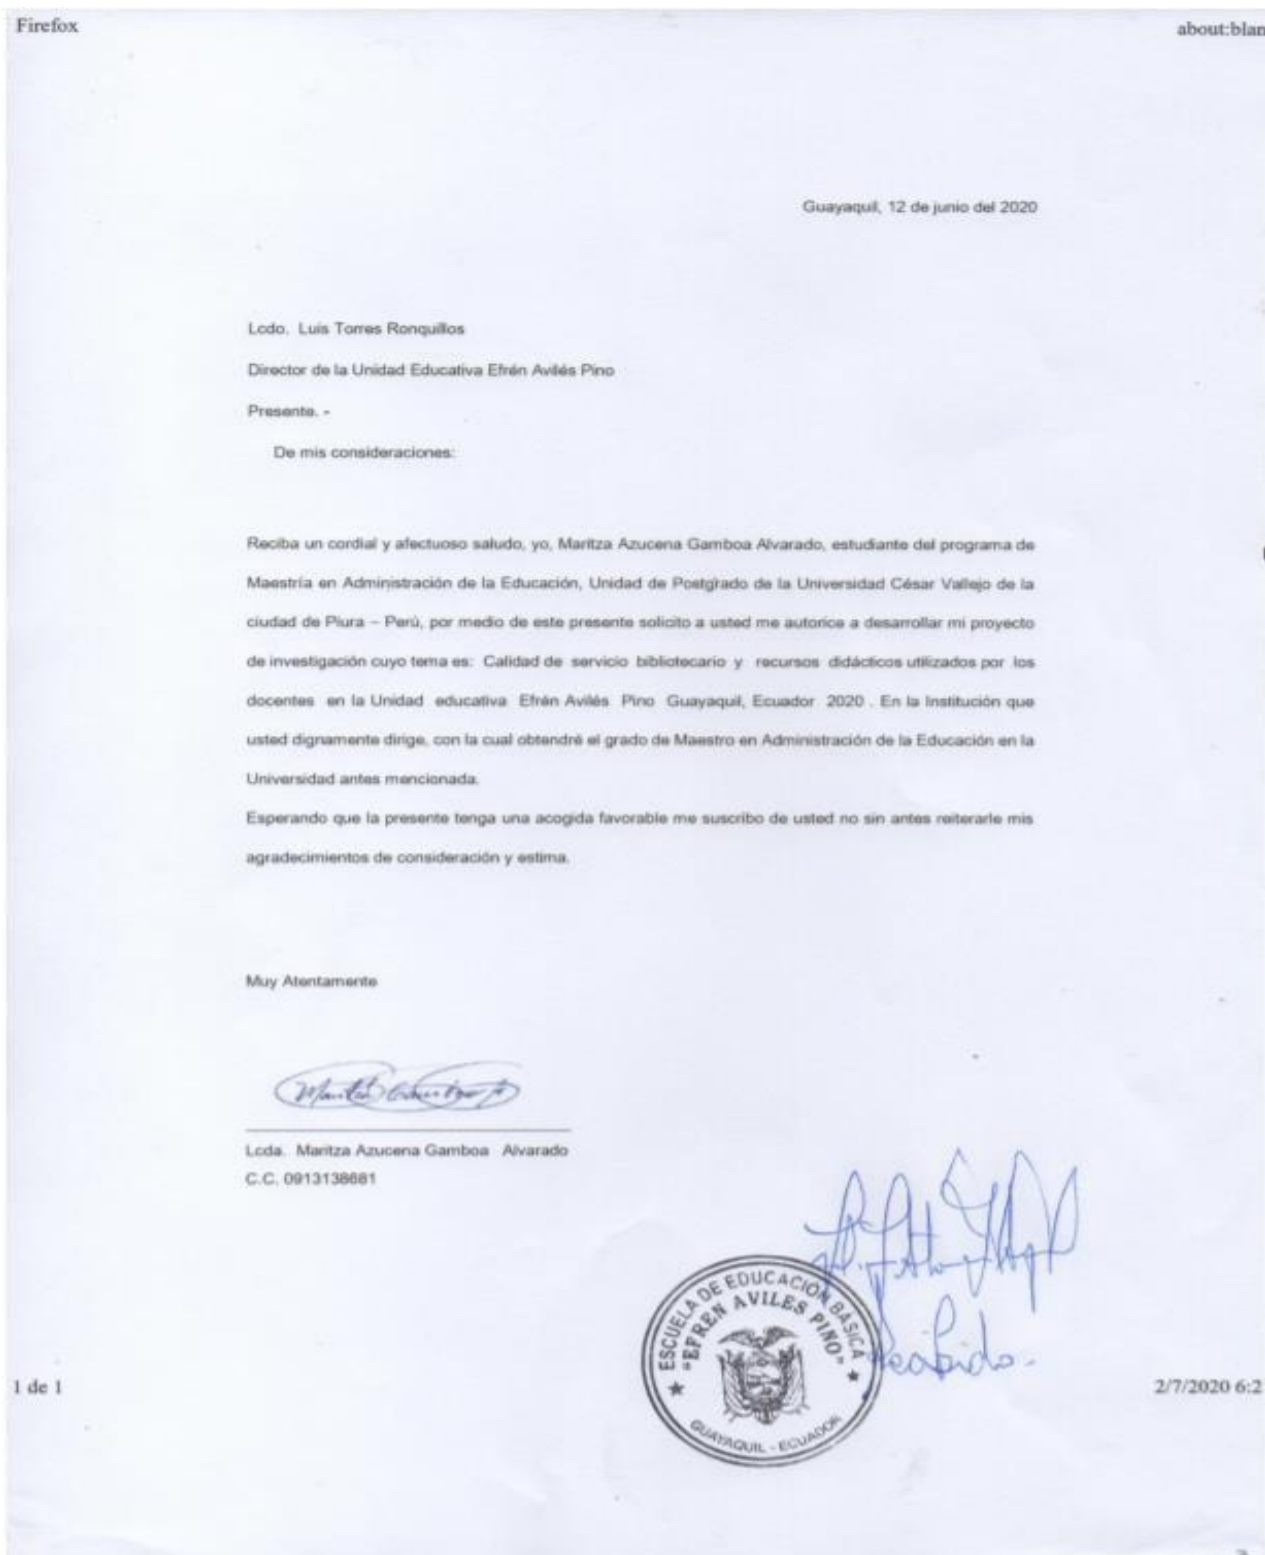 Firefox
about:blan
Guayaquil, 12 de junio del 2020
Lcdo. Luis Torres Ronquillos
Director de la Unidad Educativa Efrén Avilés Pino
Presente. -
De mis consideraciones:
Reciba un cordial y afectuoso saludo, yo, Maritza Azucena Gamboa Alvarado, estudiante del programa de
Maestría en Administración de la Educación, Unidad de Postgrado de la Universidad César Vallejo de la
ciudad de Piura – Perú, por medio de este presente solicito a usted me autorice a desarrollar mi proyecto
de investigación cuyo tema es: Calidad de servicio bibliotecario y recursos didácticos utilizados por los
docentes en la Unidad educativa Efrén Avilés Pino Guayaquil, Ecuador 2020 . En la Institución que
usted dignamente dirige, con la cual obtendré el grado de Maestro en Administración de la Educación en la
Universidad antes mencionada.
Esperando que la presente tenga una acogida favorable me suscribo de usted no sin antes reiterarle mis
agradecimientos de consideración y estima.
Muy Atentamente
Lcda. Maritza Azucena Gamboa Alvarado
C.C. 0913138681
ESCUELA DE EDUCACIÓN BÁSICA
"EFREN AVILES PINO"
GUAYAQUIL - ECUADOR
Recibido.
1 de 1
2/7/2020 6:2